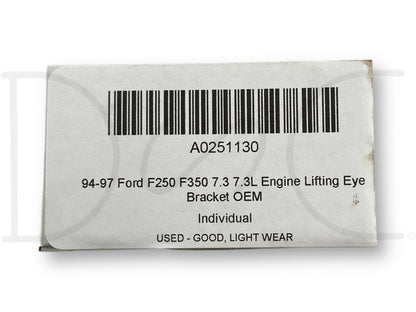 A0251130
94-97 Ford F250 F350 7.3 7.3L Engine Lifting Eye
Bracket OEM
Individual
USED - GOOD, LIGHT WEAR